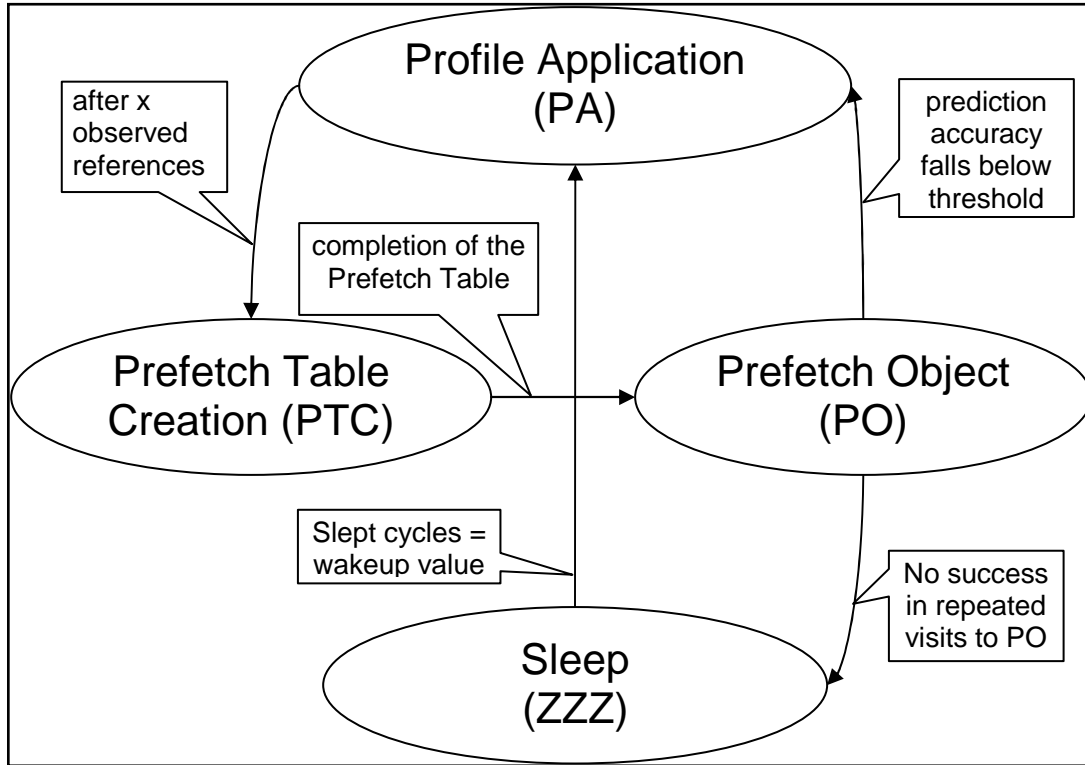 Profile Application
(PA)
after x
observed
references
prediction
accuracy
falls below
threshold
completion of the
Prefetch Table
Prefetch Table
Creation (PTC)
Prefetch Object
(PO)
Slept cycles =
wakeup value
No success
in repeated
visits to PO
Sleep
(ZZZ)